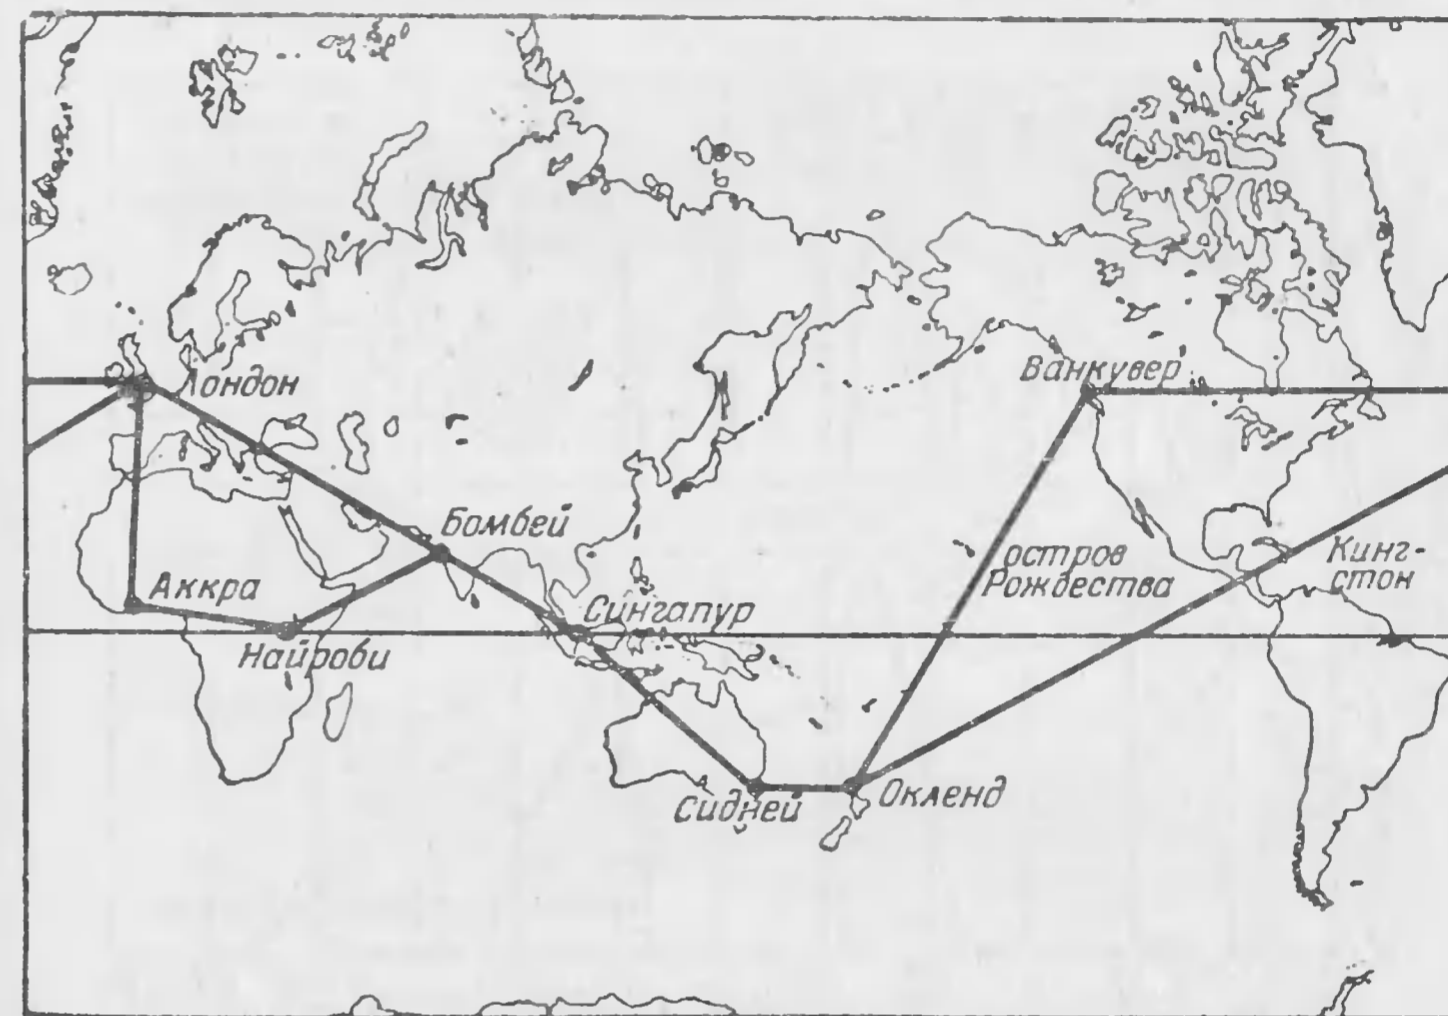 Лондон
Ванкувер
Бомбей
остров
Рождества
Кинг-
стон
Аккра
Сингапур
Найроби
Сидней
Окленд